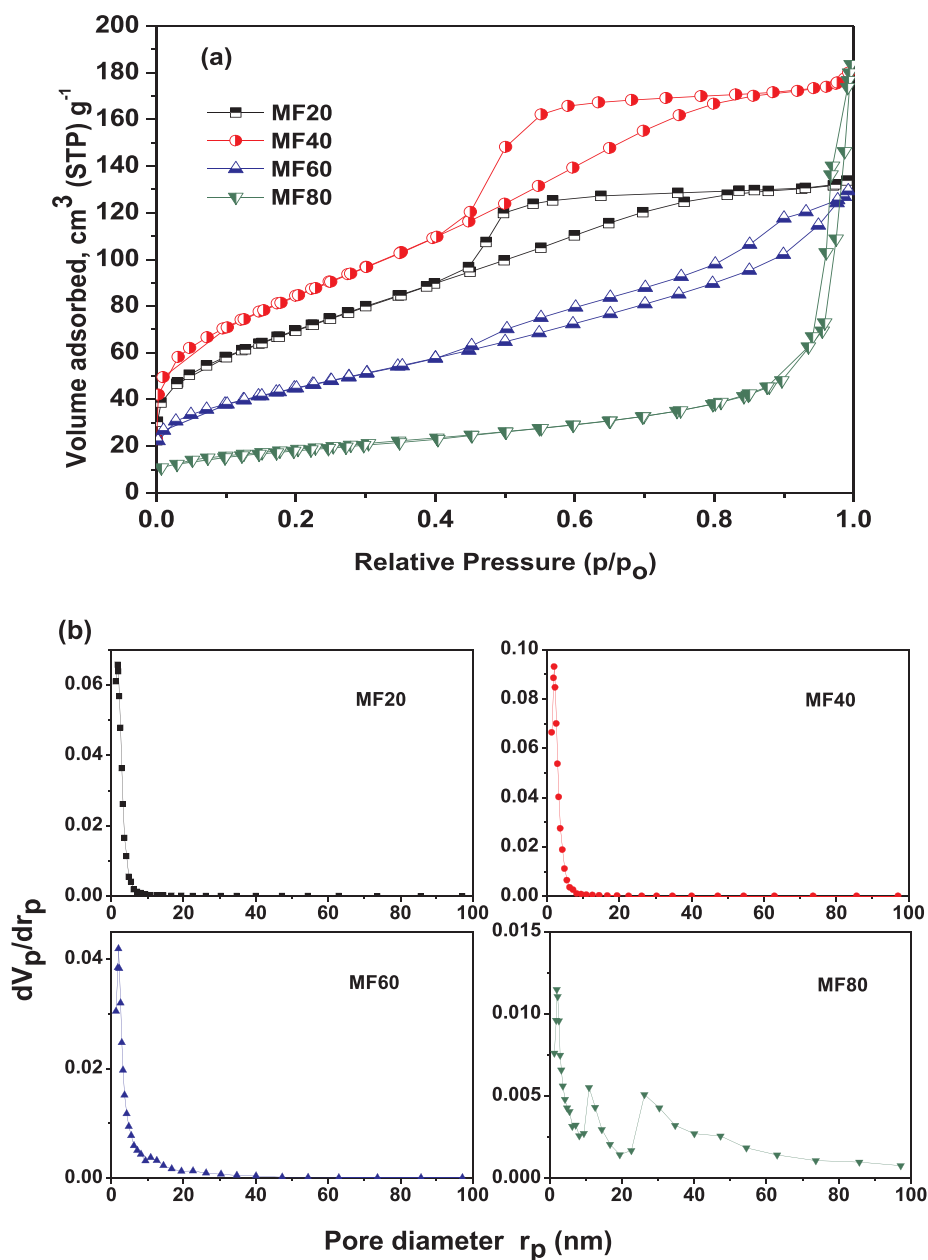 (a)
200
180
160
140
120
100
80
60
40
20
0
MF20
MF40
MF60
MF80
Volume adsorbed, cm³ (STP) g⁻¹
0.0 0.2 0.4 0.6 0.8 1.0
Relative Pressure (p/pₒ)
(b)
MF20
0.06
0.04
0.02
0.00
0 20 40 60 80 100
MF40
0.10
0.08
0.06
0.04
0.02
0.00
0 20 40 60 80 100
MF60
0.04
0.02
0.00
0 20 40 60 80 100
MF80
0.015
0.010
0.005
0.000
0 20 40 60 80 100
dVp/drp
Pore diameter rp (nm)